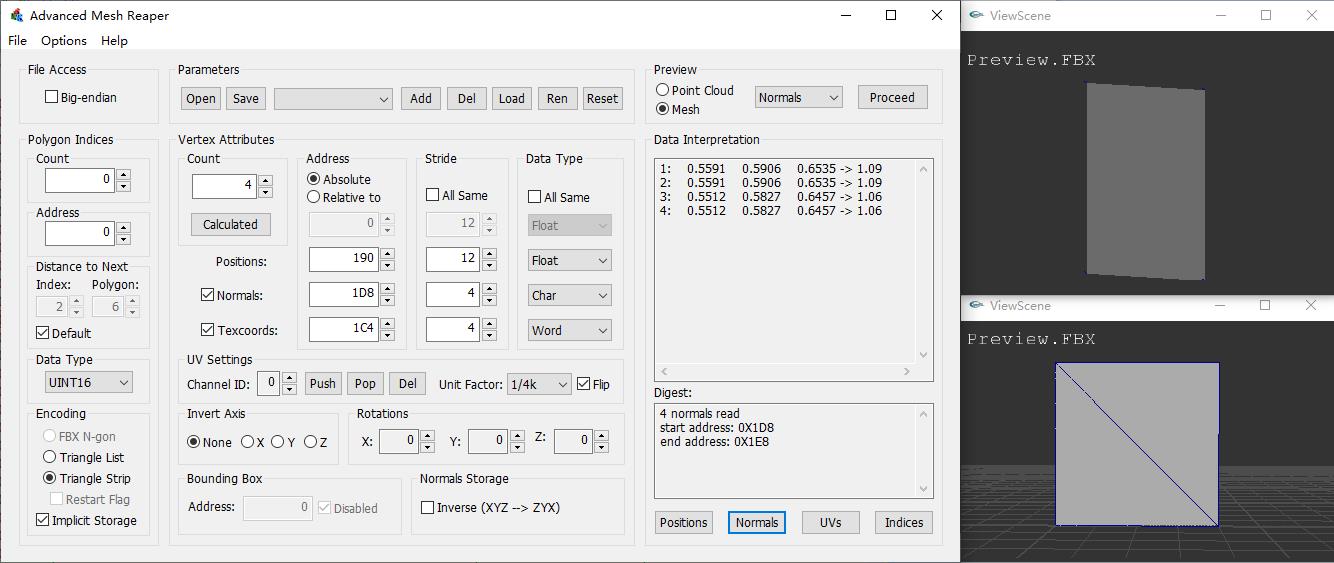 Advanced Mesh Reaper
File Options Help
File Access
Big-endian
Parameters
Open Save Add Del Load Ren Reset
Preview
Point Cloud
Mesh
Normals
Proceed
Polygon Indices
Count
0
Address
0
Distance to Next
Index: Polygon:
2 6
Default
Data Type
UINT16
Encoding
FBX N-gon
Triangle List
Triangle Strip
Restart Flag
Implicit Storage
Vertex Attributes
Count
4
Calculated
Address
Absolute
Relative to
0
Stride
All Same
12
Data Type
All Same
Float
Positions: 190 12 Float
Normals: 1D8 4 Char
Texcoords: 1C4 4 Word
UV Settings
Channel ID: 0 Push Pop Del Unit Factor: 1/4k Flip
Invert Axis
None X Y Z
Rotations
X: 0 Y: 0 Z: 0
Bounding Box
Address: 0 Disabled
Normals Storage
Inverse (XYZ --> ZYX)
Data Interpretation
1: 0.5591 0.5906 0.6535 -> 1.09
2: 0.5591 0.5906 0.6535 -> 1.09
3: 0.5512 0.5827 0.6457 -> 1.06
4: 0.5512 0.5827 0.6457 -> 1.06
Digest:
4 normals read
start address: 0X1D8
end address: 0X1E8
Positions Normals UVs Indices
ViewScene
Preview.FBX
ViewScene
Preview.FBX